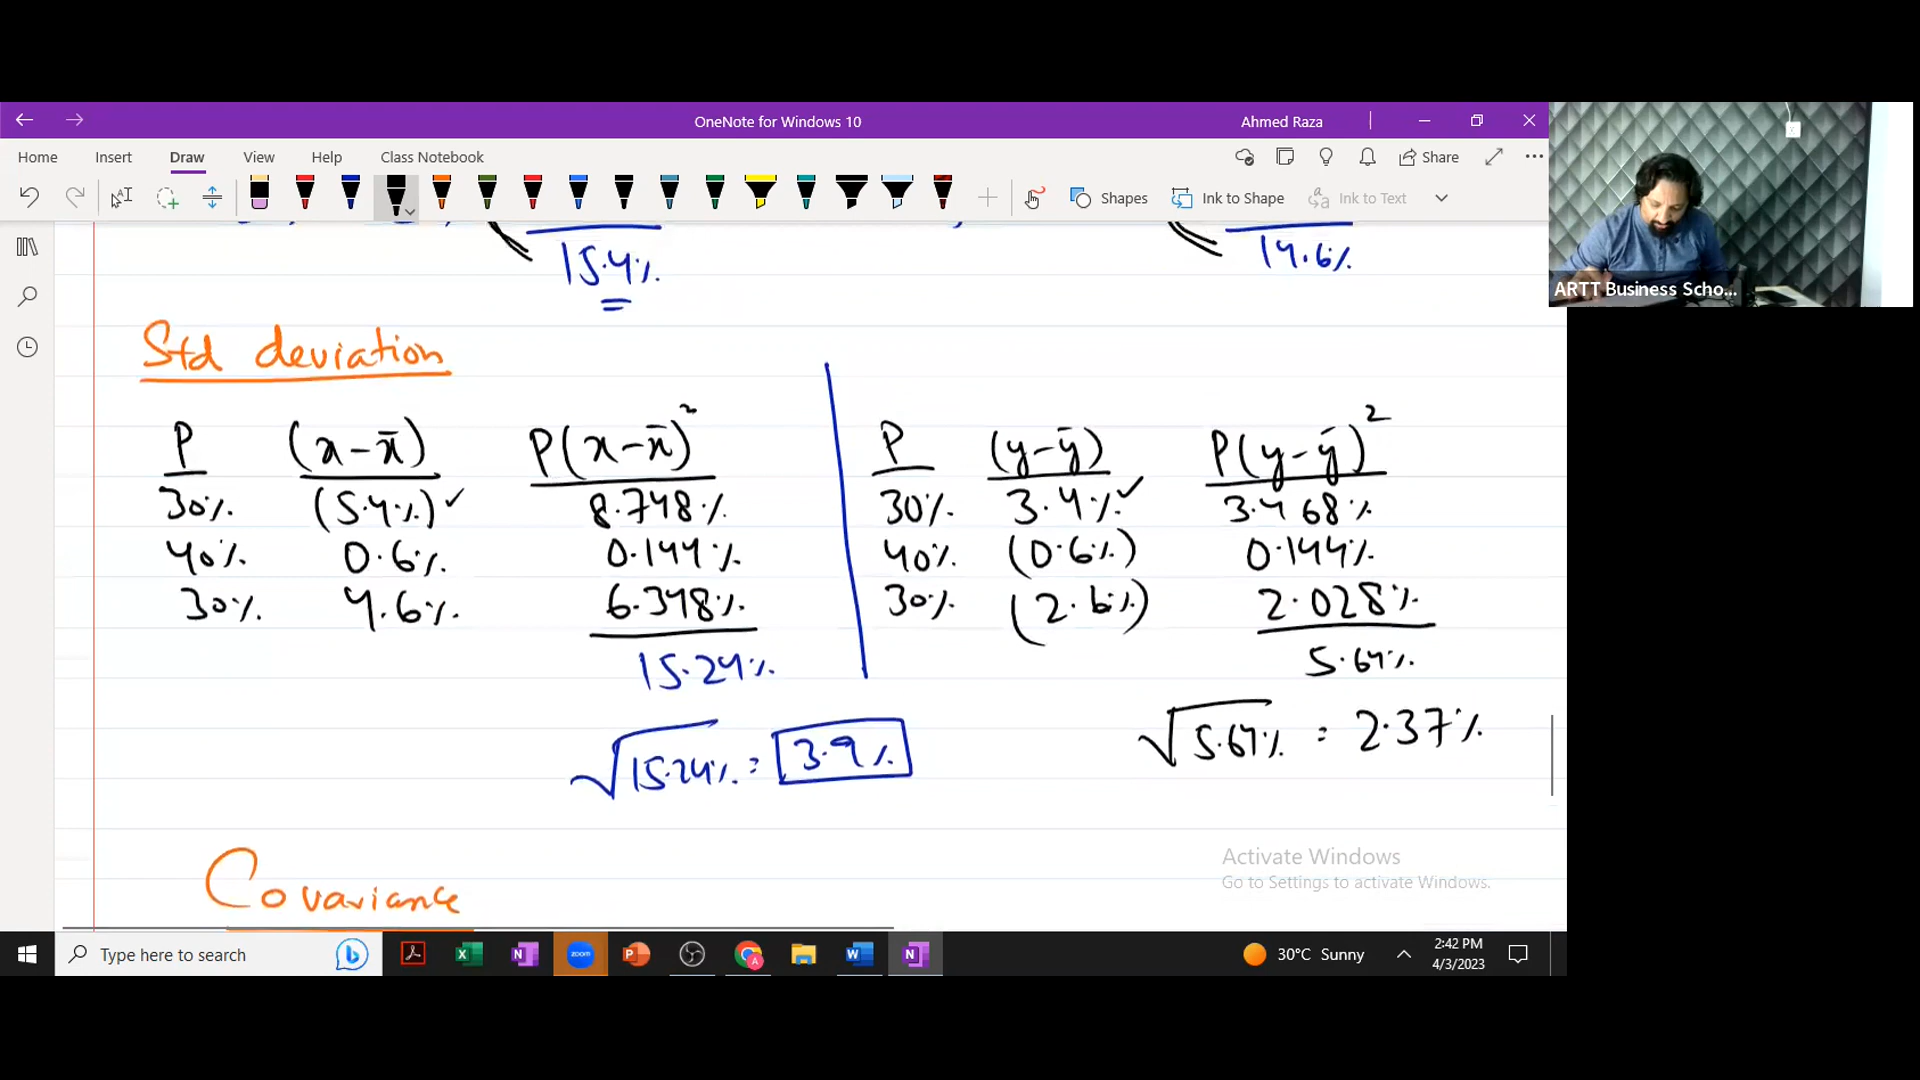 OneNote for Windows 10
Ahmed Raza
Home Insert Draw View Help Class Notebook
Share
Shapes Ink to Shape Ink to Text
15.4%
14.6%
ARTT Business Scho...
Std deviation
P (x-x̄) P(x-x̄)²
30% (5.4%) ✓ 8.748%
40% 0.6% 0.144%
30% 4.6% 6.348%
15.24%
√15.24% = 3.9%
P (y-ȳ) P(y-ȳ)²
30% 3.4% ✓ 3.468%
40% (0.6%) 0.144%
30% (2.6%) 2.028%
5.64%
√5.64% = 2.37%
Covariance
Activate Windows
Go to Settings to activate Windows.
Type here to search
zoom
30°C Sunny
2:42 PM
4/3/2023